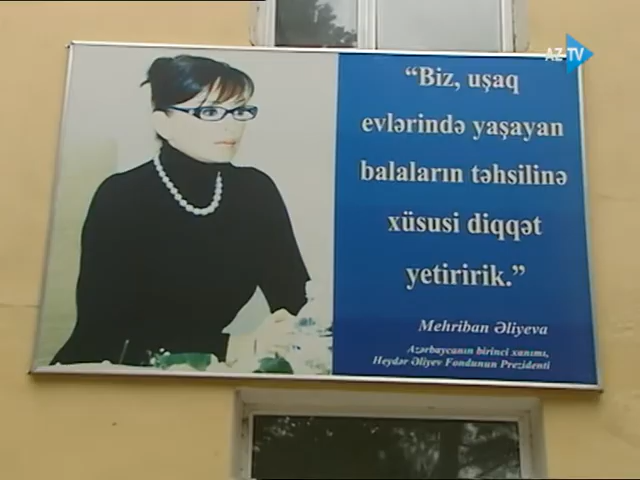 AZ TV
“Biz, uşaq
evlərində yaşayan
balaların təhsilinə
xüsusi diqqət
yetiririk.”
Mehriban Əliyeva
Azərbaycanın birinci xanımı,
Heydər Əliyev Fondunun Prezidenti